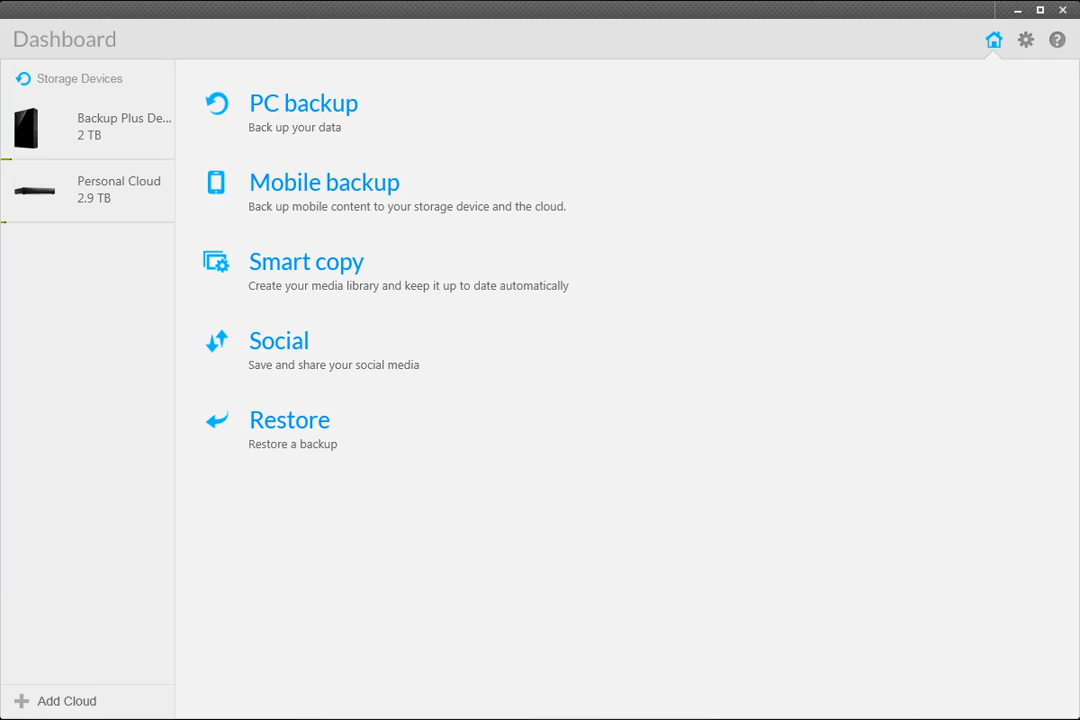 Dashboard
Storage Devices
Backup Plus De...
2 TB
Personal Cloud
2.9 TB
PC backup
Back up your data
Mobile backup
Back up mobile content to your storage device and the cloud.
Smart copy
Create your media library and keep it up to date automatically
Social
Save and share your social media
Restore
Restore a backup
Add Cloud